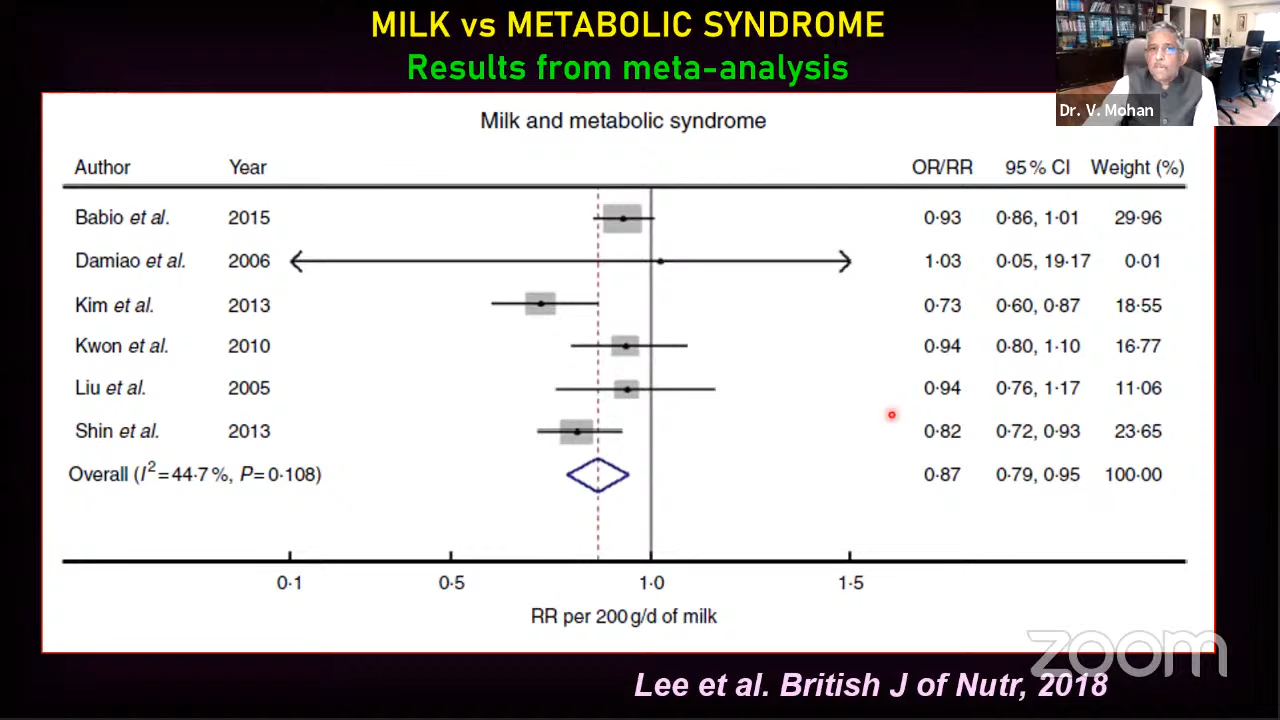 MILK vs METABOLIC SYNDROME
Results from meta-analysis
Dr. V. Mohan
Milk and metabolic syndrome
Author Year OR/RR 95 % CI Weight (%)
Babio et al. 2015 0·93 0·86, 1·01 29·96
Damiao et al. 2006 1·03 0·05, 19·17 0·01
Kim et al. 2013 0·73 0·60, 0·87 18·55
Kwon et al. 2010 0·94 0·80, 1·10 16·77
Liu et al. 2005 0·94 0·76, 1·17 11·06
Shin et al. 2013 0·82 0·72, 0·93 23·65
Overall (I²=44·7 %, P=0·108) 0·87 0·79, 0·95 100·00
0·1 0·5 1·0 1·5
RR per 200 g/d of milk
zoom
Lee et al. British J of Nutr, 2018